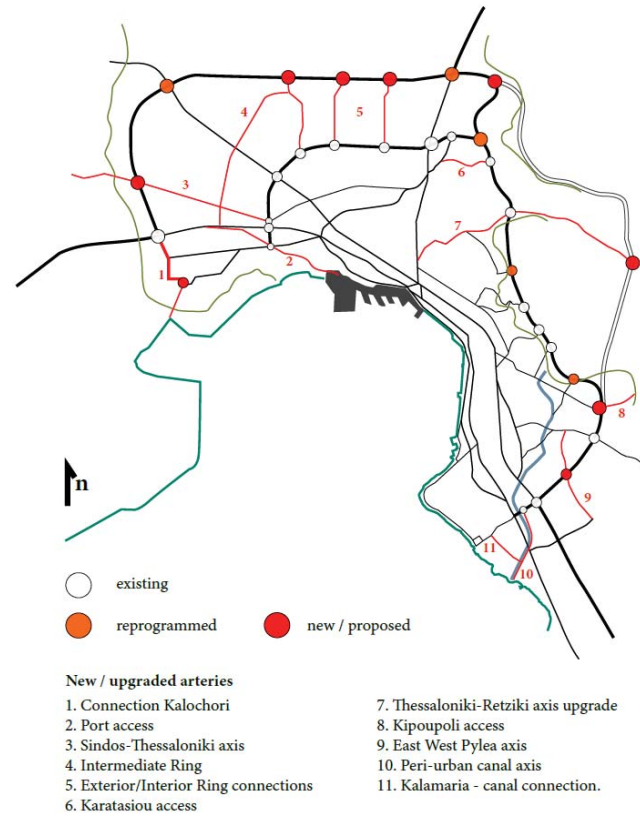 4
5
3
6
7
1
2
8
n
9
11
10
existing
reprogrammed
new / proposed
New / upgraded arteries
1. Connection Kalochori
2. Port access
3. Sindos-Thessaloniki axis
4. Intermediate Ring
5. Exterior/Interior Ring connections
6. Karatasiou access
7. Thessaloniki-Retziki axis upgrade
8. Kipoupoli access
9. East West Pylea axis
10. Peri-urban canal axis
11. Kalamaria - canal connection.